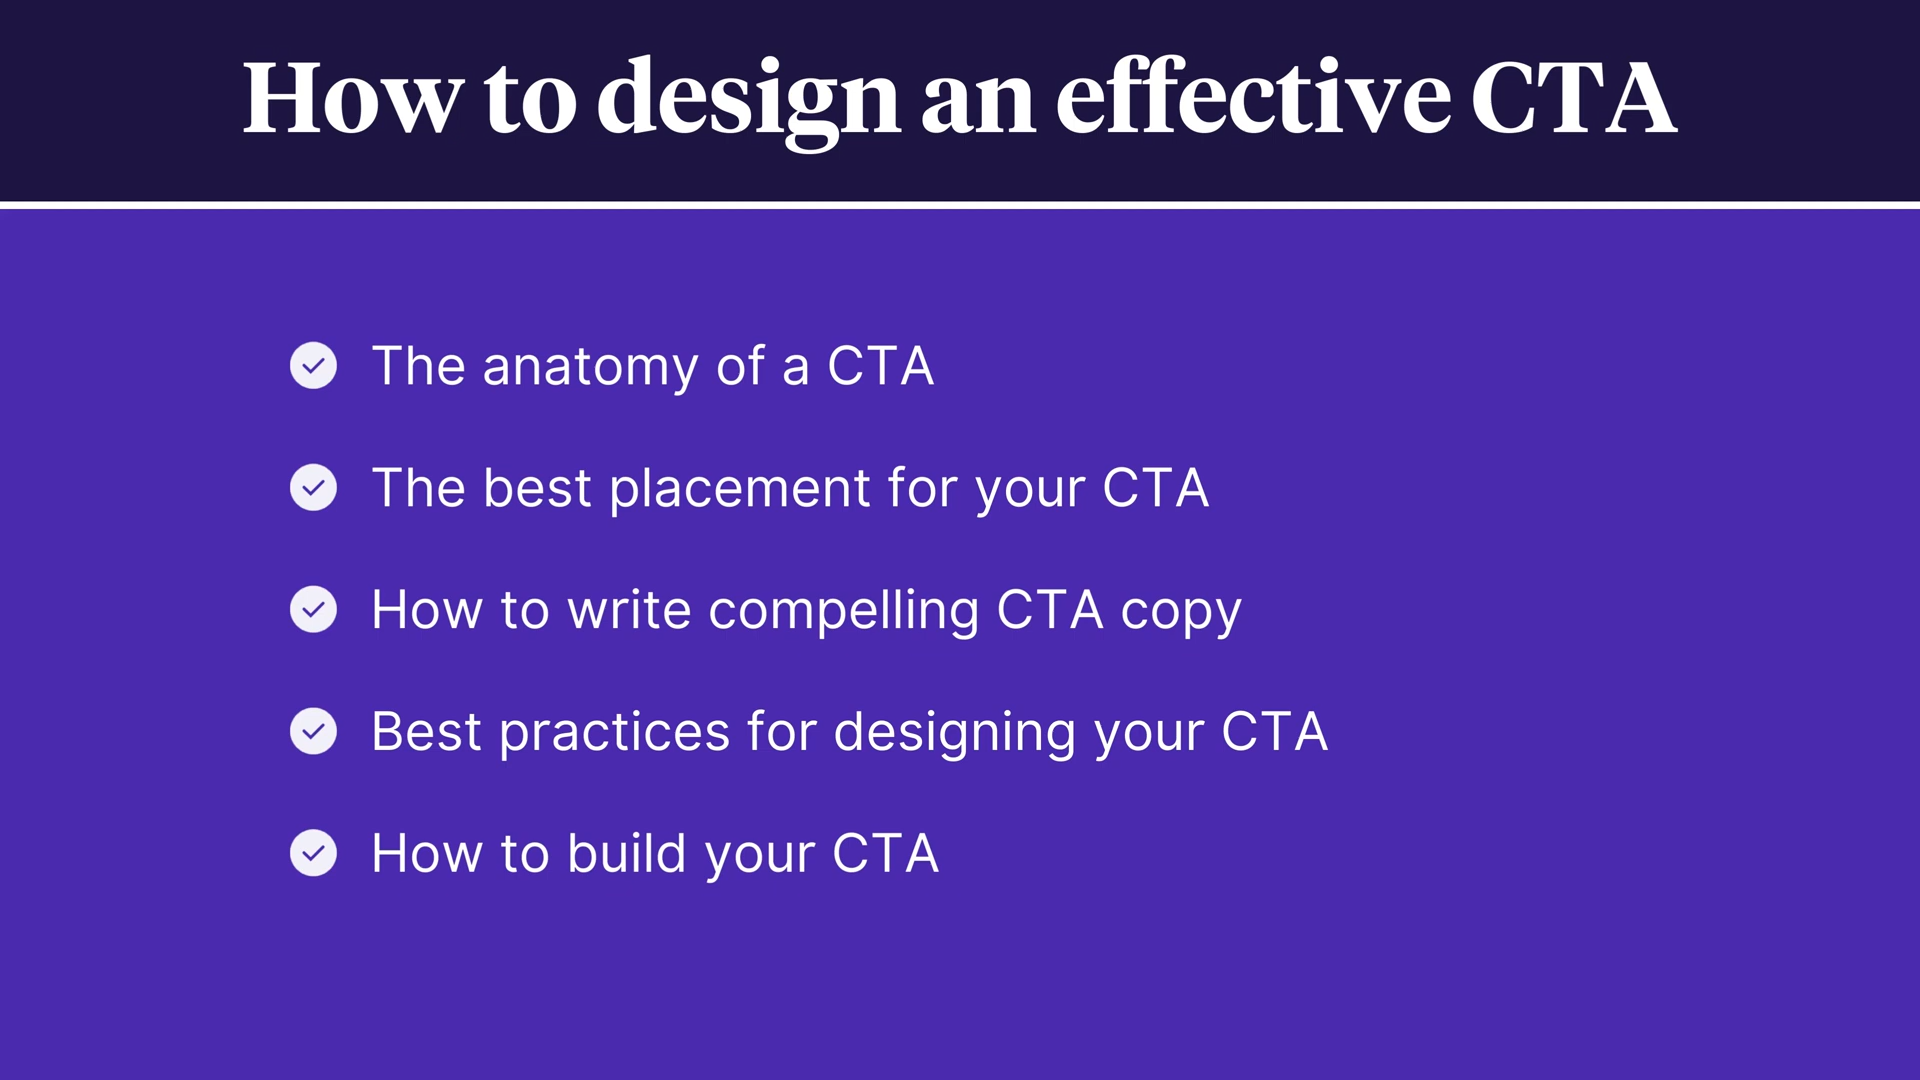 How to design an effective CTA
The anatomy of a CTA
The best placement for your CTA
How to write compelling CTA copy
Best practices for designing your CTA
How to build your CTA